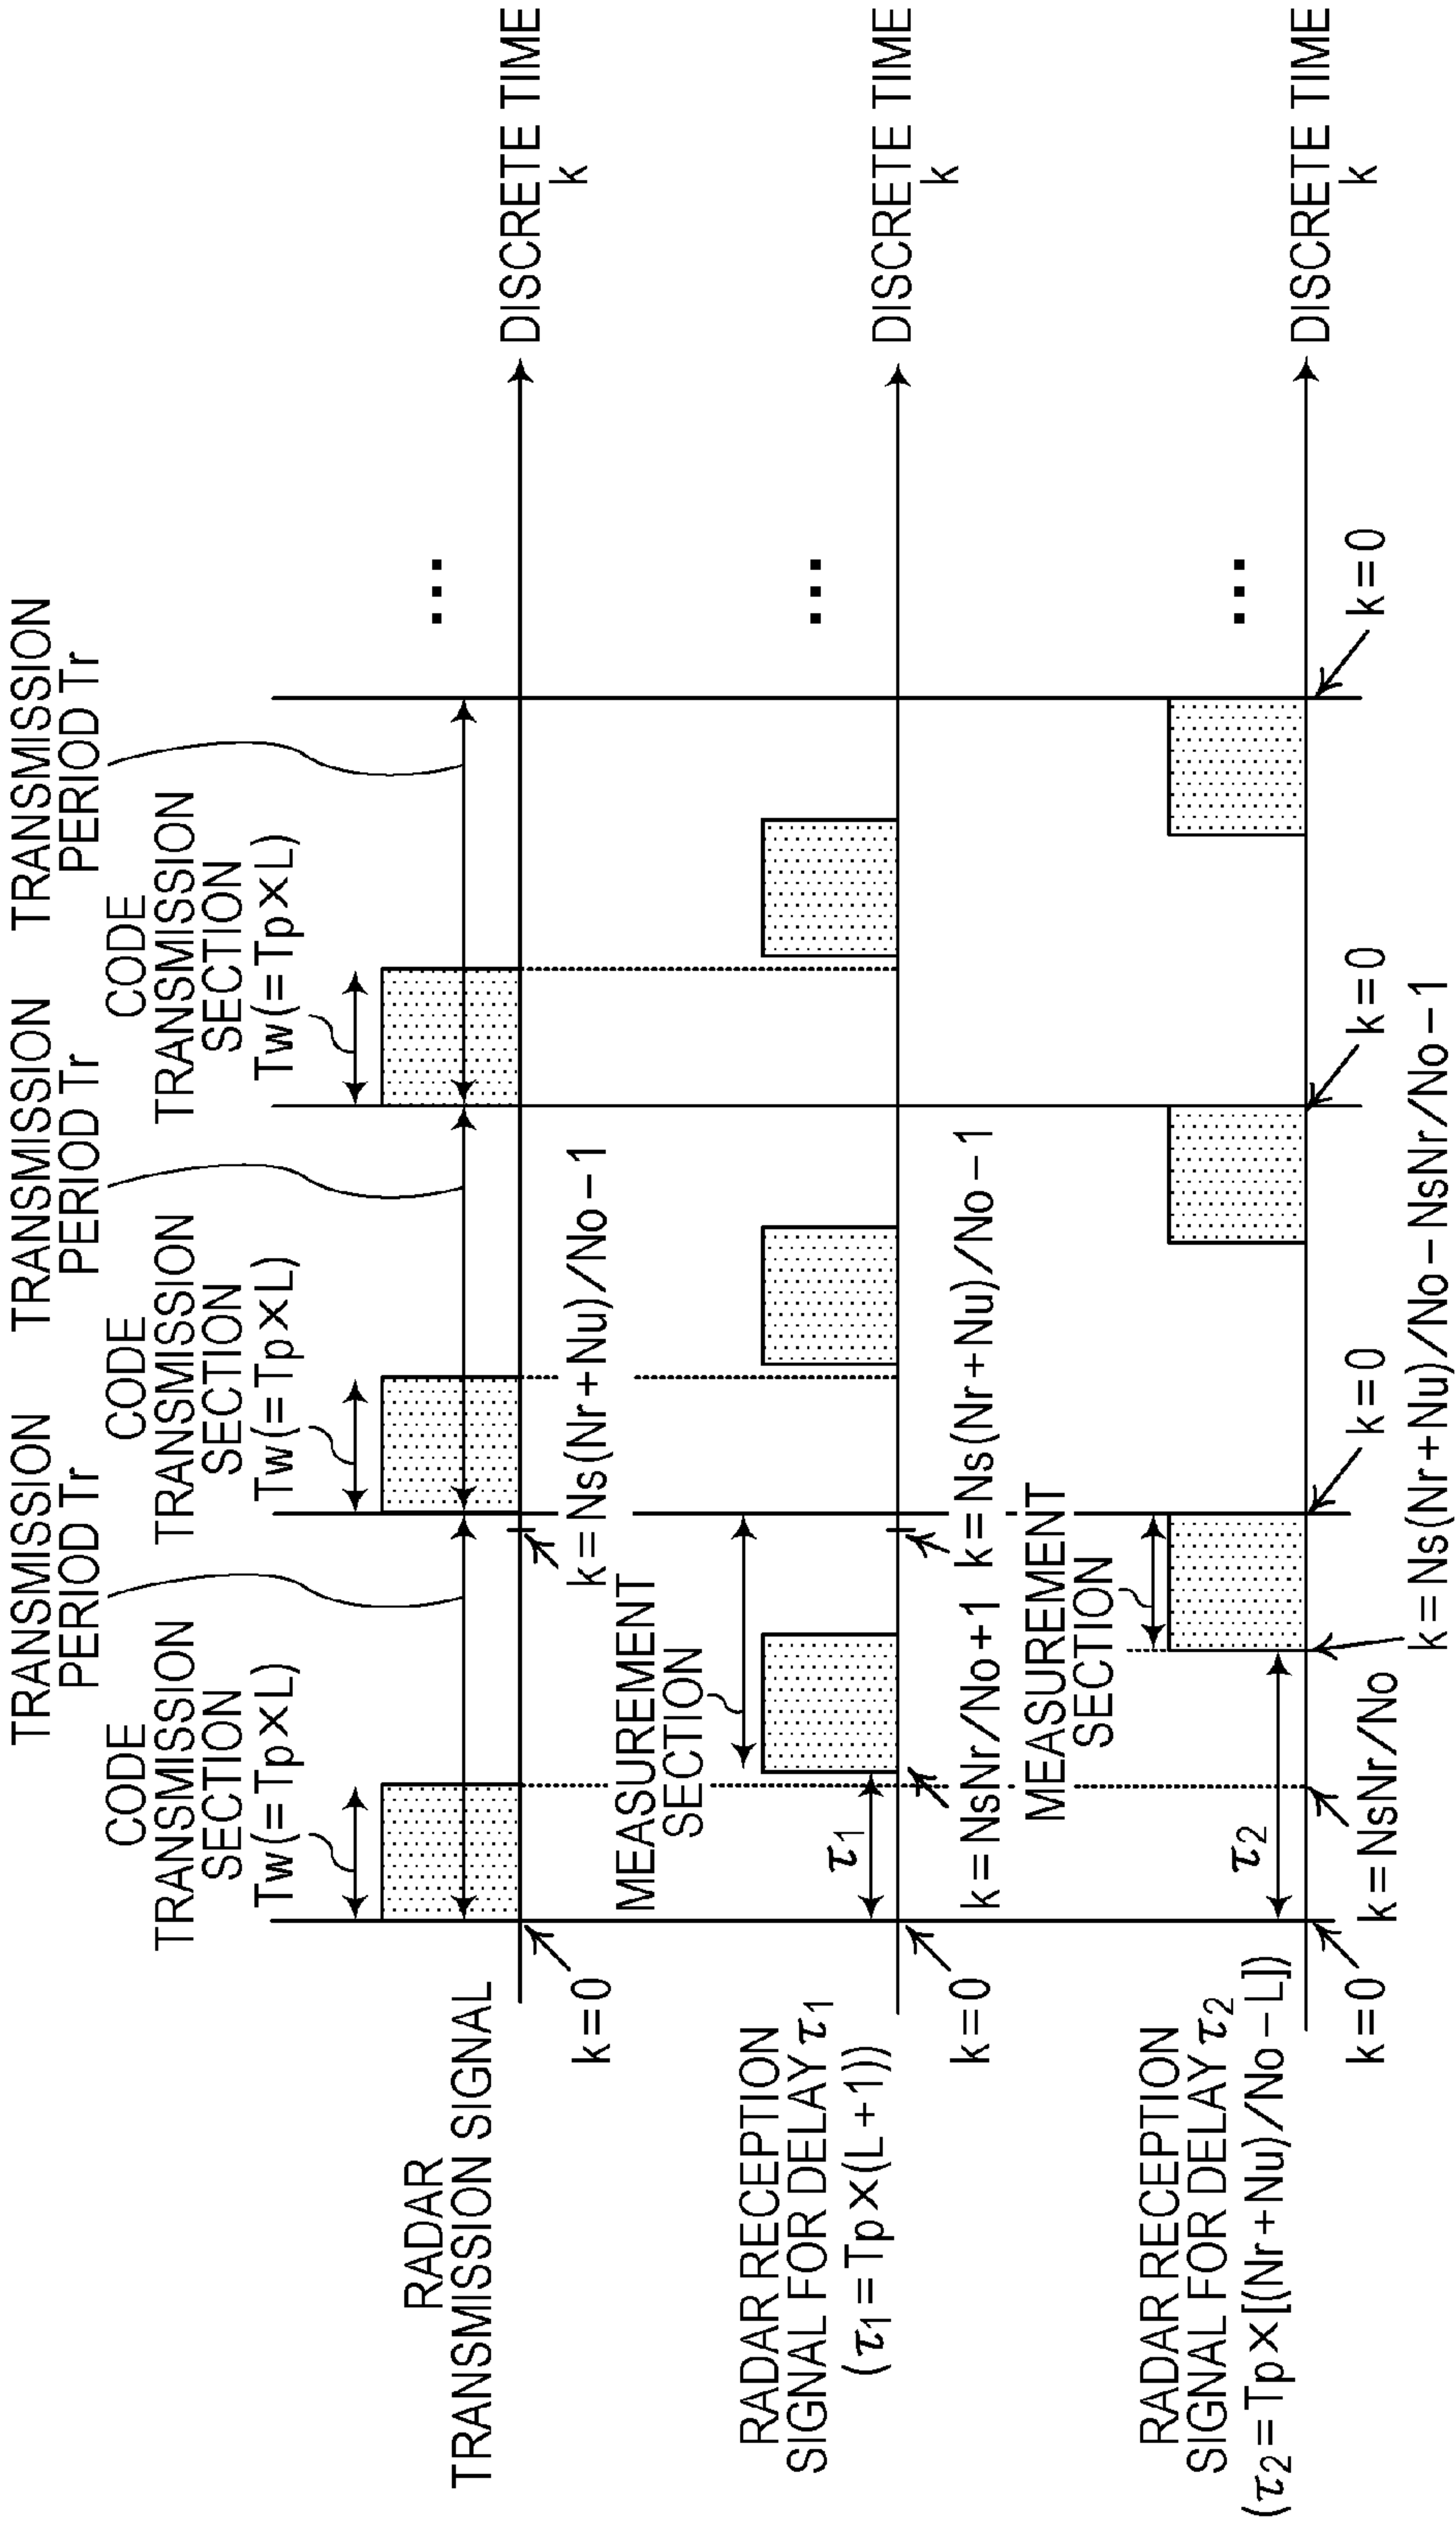 TRANSMISSION
PERIOD Tr
TRANSMISSION
PERIOD Tr
TRANSMISSION
PERIOD Tr
CODE
TRANSMISSION
SECTION
Tw(=Tp×L)
CODE
TRANSMISSION
SECTION
Tw(=Tp×L)
CODE
TRANSMISSION
SECTION
Tw(=Tp×L)
RADAR
TRANSMISSION SIGNAL
...
DISCRETE TIME
k
k=0
k=Ns(Nr+Nu)/No-1
MEASUREMENT
SECTION
RADAR RECEPTION
SIGNAL FOR DELAY τ1
(τ1=Tp×(L+1))
τ1
...
DISCRETE TIME
k
k=0
k=NsNr/No+1
k=Ns(Nr+Nu)/No-1
MEASUREMENT
SECTION
RADAR RECEPTION
SIGNAL FOR DELAY τ2
(τ2=Tp×[(Nr+Nu)/No-L])
τ2
...
DISCRETE TIME
k
k=0
k=NsNr/No
k=0
k=0
k=0
k=Ns(Nr+Nu)/No-NsNr/No-1